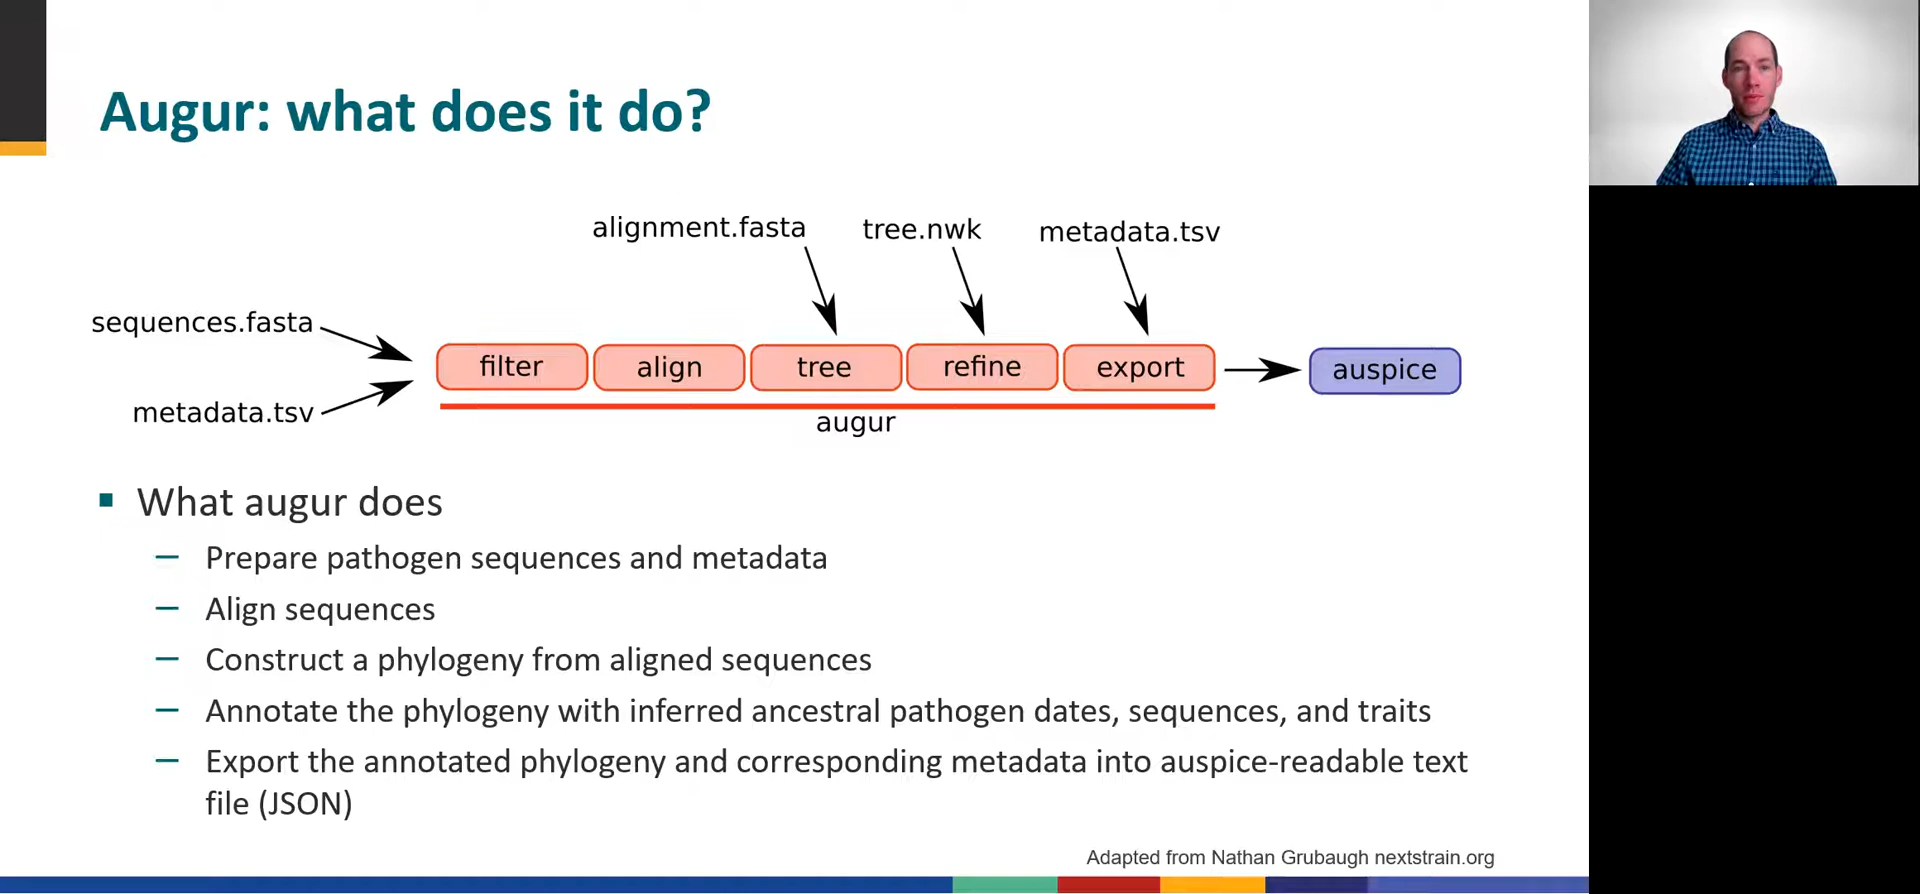 Augur: what does it do?
alignment.fasta
tree.nwk
metadata.tsv
sequences.fasta
metadata.tsv
filter
align
tree
refine
export
auspice
augur
What augur does
Prepare pathogen sequences and metadata
Align sequences
Construct a phylogeny from aligned sequences
Annotate the phylogeny with inferred ancestral pathogen dates, sequences, and traits
Export the annotated phylogeny and corresponding metadata into auspice-readable text
file (JSON)
Adapted from Nathan Grubaugh nextstrain.org